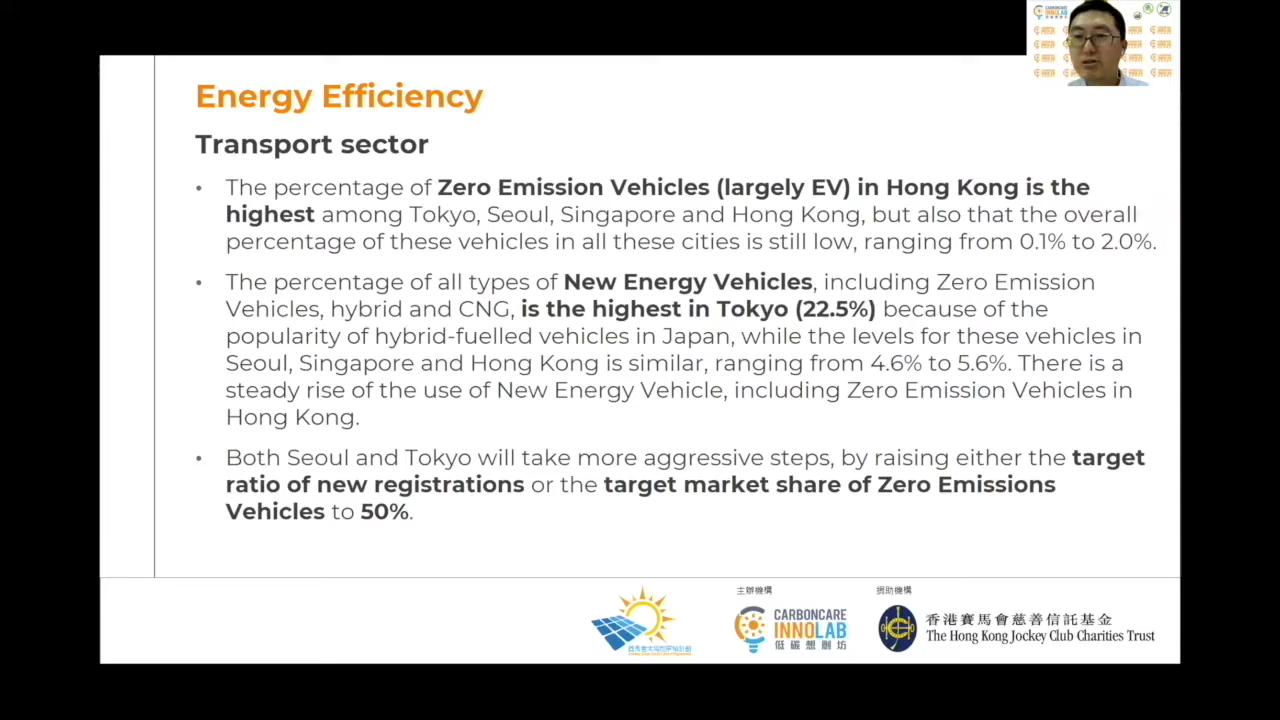 CARBONCARE
INNOLAB
Energy Efficiency
Transport sector
• The percentage of Zero Emission Vehicles (largely EV) in Hong Kong is the
highest among Tokyo, Seoul, Singapore and Hong Kong, but also that the overall
percentage of these vehicles in all these cities is still low, ranging from 0.1% to 2.0%.
• The percentage of all types of New Energy Vehicles, including Zero Emission
Vehicles, hybrid and CNG, is the highest in Tokyo (22.5%) because of the
popularity of hybrid-fuelled vehicles in Japan, while the levels for these vehicles in
Seoul, Singapore and Hong Kong is similar, ranging from 4.6% to 5.6%. There is a
steady rise of the use of New Energy Vehicle, including Zero Emission Vehicles in
Hong Kong.
• Both Seoul and Tokyo will take more aggressive steps, by raising either the target
ratio of new registrations or the target market share of Zero Emissions
Vehicles to 50%.
主辦機構
捐助機構
CARBONCARE
INNOLAB
低碳想創坊
香港賽馬會慈善信託基金
The Hong Kong Jockey Club Charities Trust